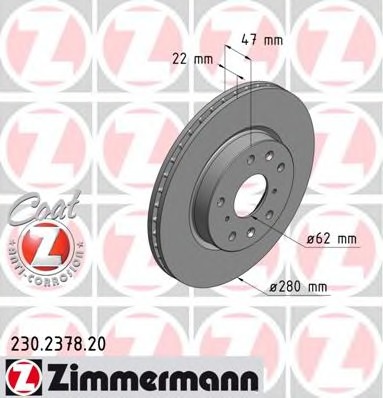 47 mm
22 mm
Coat
Z
ANTI-CORROSION
ø62 mm
ø280 mm
230.2378.20
Z Zimmermann